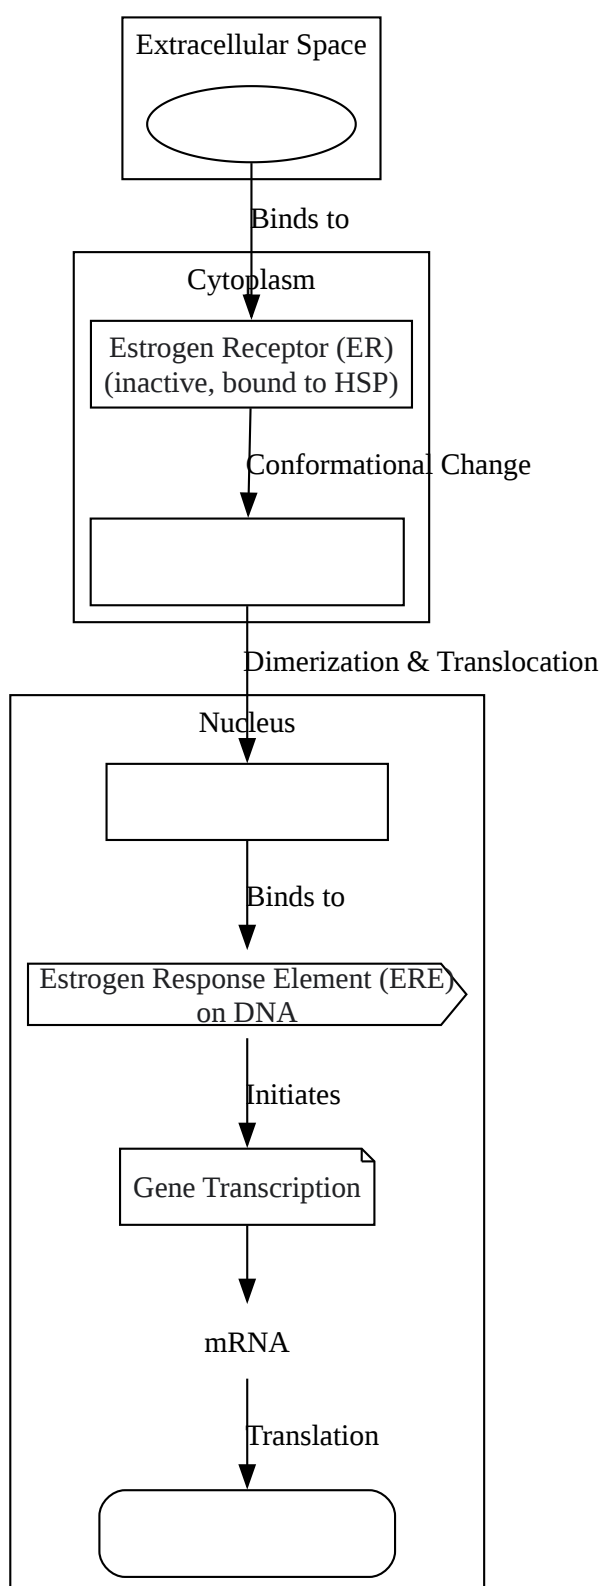 Extracellular Space
Binds to
Cytoplasm
Estrogen Receptor (ER)
(inactive, bound to HSP)
Conformational Change
Dimerization & Translocation
Nucleus
Binds to
Estrogen Response Element (ERE)
on DNA
Initiates
Gene Transcription
mRNA
Translation